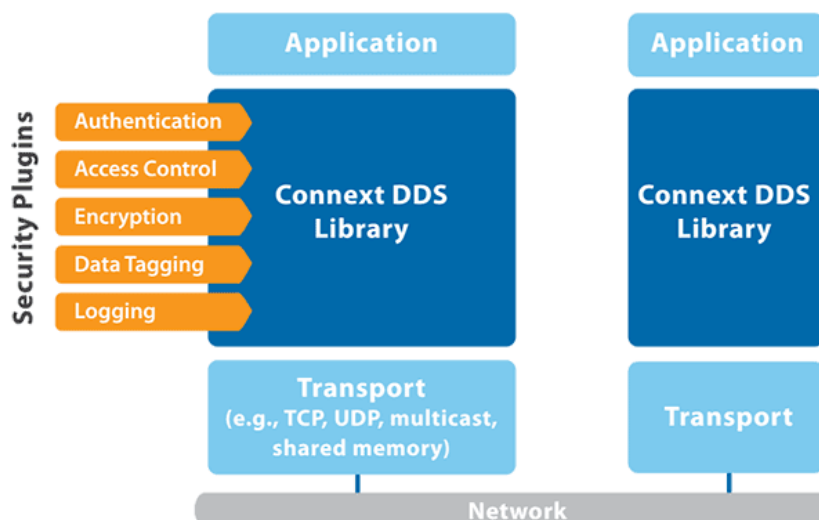 Application
Application
Security Plugins
Authentication
Access Control
Encryption
Data Tagging
Logging
Connext DDS
Library
Connext DDS
Library
Transport
(e.g., TCP, UDP, multicast,
shared memory)
Transport
Network